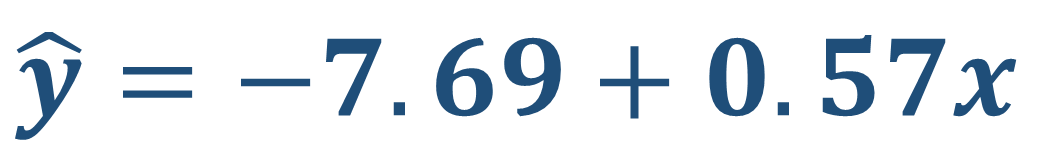 ŷ = −7.69 + 0.57x